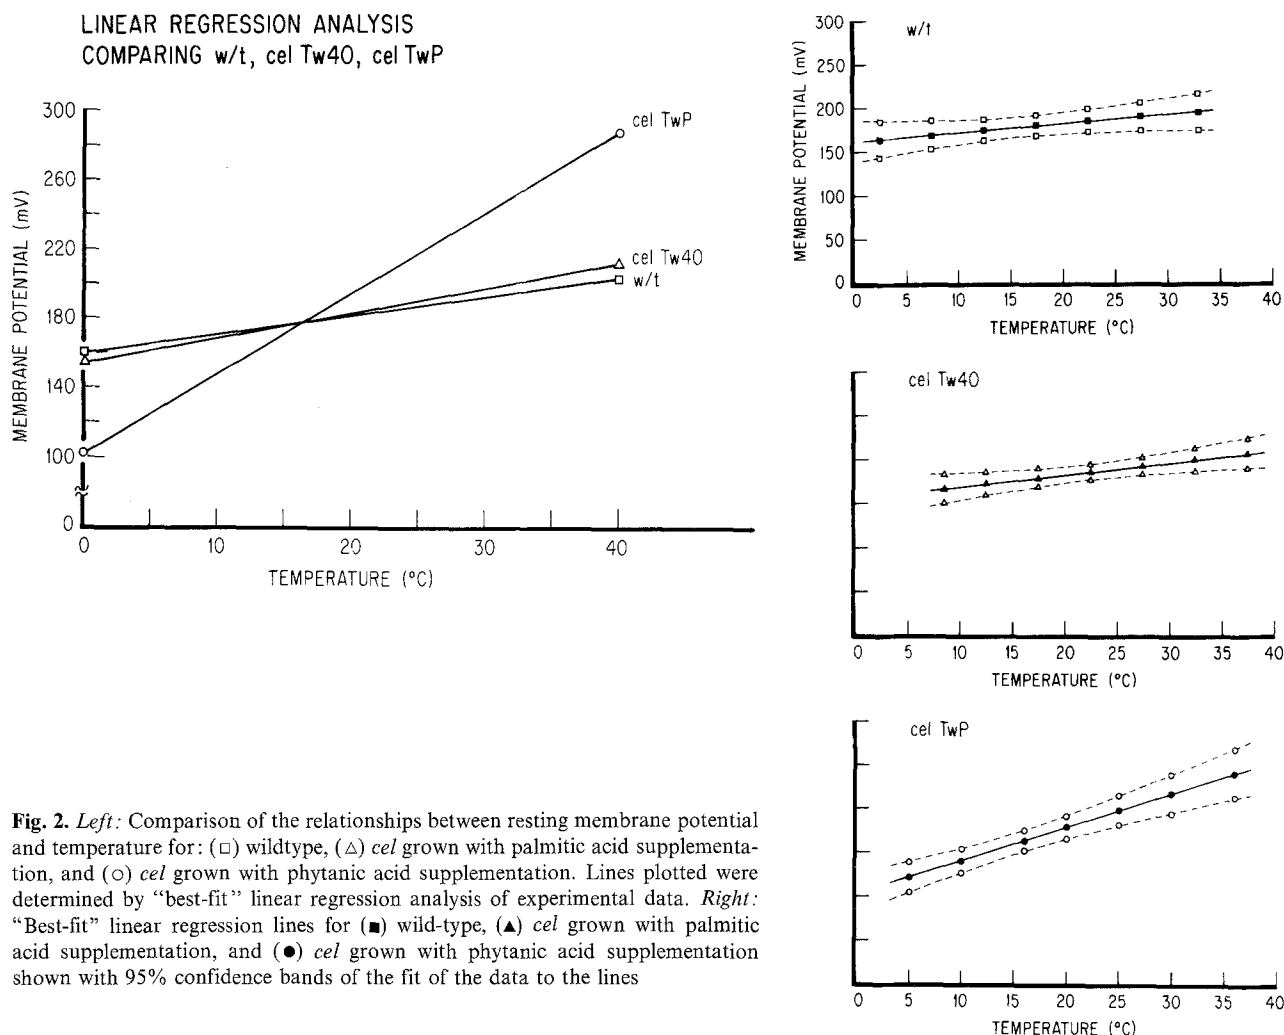 LINEAR REGRESSION ANALYSIS
COMPARING w/t, cel Tw40, cel TwP
300
260
220
180
140
100
0
MEMBRANE POTENTIAL (mV)
cel TwP
cel Tw40
w/t
0 10 20 30 40
TEMPERATURE (°C)
w/t
300
250
200
150
100
50
0
MEMBRANE POTENTIAL (mV)
0 5 10 15 20 25 30 35 40
TEMPERATURE (°C)
cel Tw40
0 5 10 15 20 25 30 35 40
TEMPERATURE (°C)
cel TwP
0 5 10 15 20 25 30 35 40
TEMPERATURE (°C)
Fig. 2. Left: Comparison of the relationships between resting membrane potential
and temperature for: (□) wildtype, (△) cel grown with palmitic acid supplementa-
tion, and (○) cel grown with phytanic acid supplementation. Lines plotted were
determined by “best-fit” linear regression analysis of experimental data. Right:
“Best-fit” linear regression lines for (■) wild-type, (▲) cel grown with palmitic
acid supplementation, and (●) cel grown with phytanic acid supplementation
shown with 95% confidence bands of the fit of the data to the lines